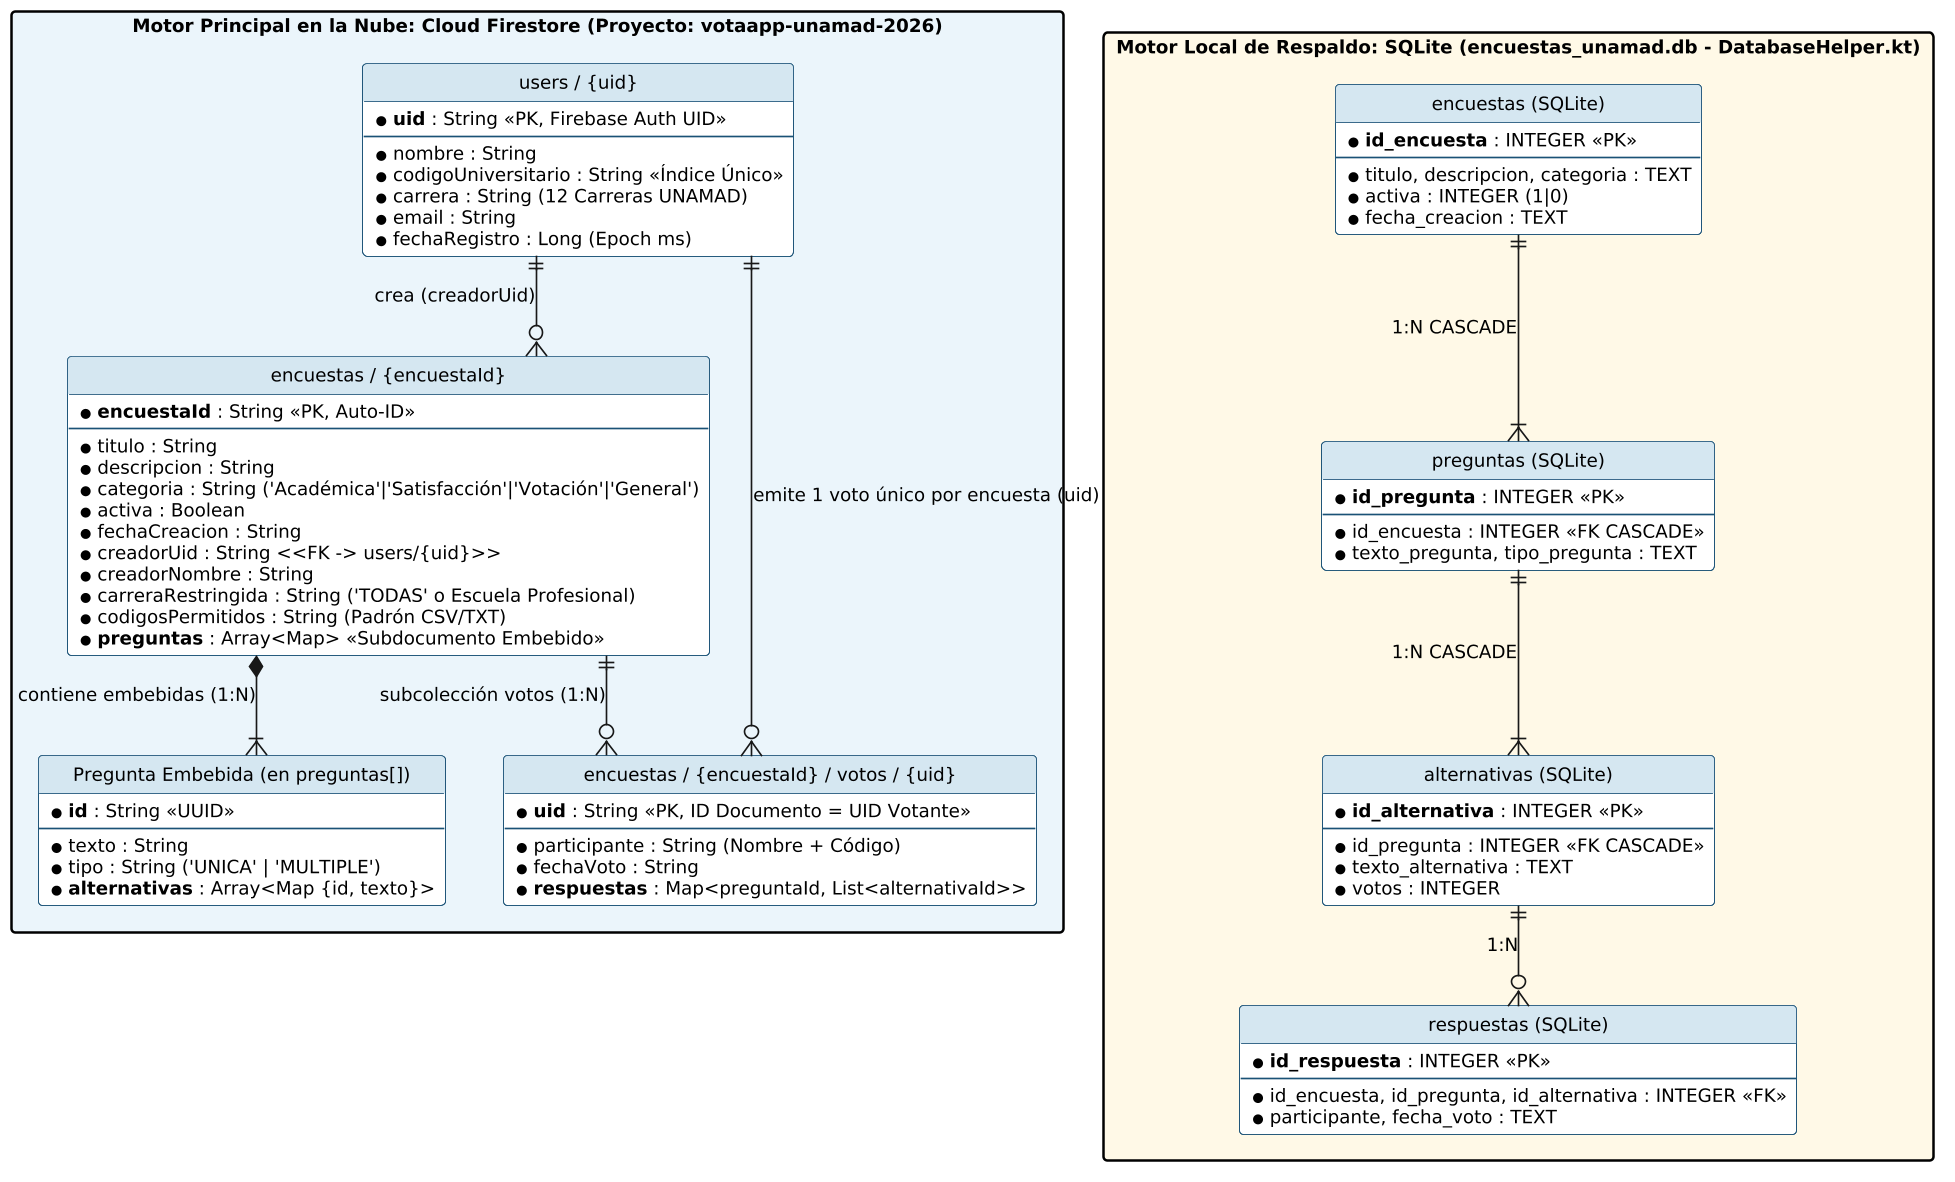 Motor Principal en la Nube: Cloud Firestore (Proyecto: votaapp-unamad-2026)
users / {uid}
uid : String «PK, Firebase Auth UID»
nombre : String
codigoUniversitario : String «Índice Único»
carrera : String (12 Carreras UNAMAD)
email : String
fechaRegistro : Long (Epoch ms)
crea (creadorUid)
encuestas / {encuestaId}
encuestaId : String «PK, Auto-ID»
titulo : String
descripcion : String
categoria : String ('Académica'|'Satisfacción'|'Votación'|'General')
activa : Boolean
fechaCreacion : String
creadorUid : String <<FK -> users/{uid}>>
creadorNombre : String
carreraRestringida : String ('TODAS' o Escuela Profesional)
codigosPermitidos : String (Padrón CSV/TXT)
preguntas : Array<Map> «Subdocumento Embebido»
emite 1 voto único por encuesta (uid)
contiene embebidas (1:N)
subcolección votos (1:N)
Pregunta Embebida (en preguntas[])
id : String «UUID»
texto : String
tipo : String ('UNICA' | 'MULTIPLE')
alternativas : Array<Map {id, texto}>
encuestas / {encuestaId} / votos / {uid}
uid : String «PK, ID Documento = UID Votante»
participante : String (Nombre + Código)
fechaVoto : String
respuestas : Map<preguntaId, List<alternativaId>>
Motor Local de Respaldo: SQLite (encuestas_unamad.db - DatabaseHelper.kt)
encuestas (SQLite)
id_encuesta : INTEGER «PK»
titulo, descripcion, categoria : TEXT
activa : INTEGER (1|0)
fecha_creacion : TEXT
1:N CASCADE
preguntas (SQLite)
id_pregunta : INTEGER «PK»
id_encuesta : INTEGER «FK CASCADE»
texto_pregunta, tipo_pregunta : TEXT
1:N CASCADE
alternativas (SQLite)
id_alternativa : INTEGER «PK»
id_pregunta : INTEGER «FK CASCADE»
texto_alternativa : TEXT
votos : INTEGER
1:N
respuestas (SQLite)
id_respuesta : INTEGER «PK»
id_encuesta, id_pregunta, id_alternativa : INTEGER «FK»
participante, fecha_voto : TEXT